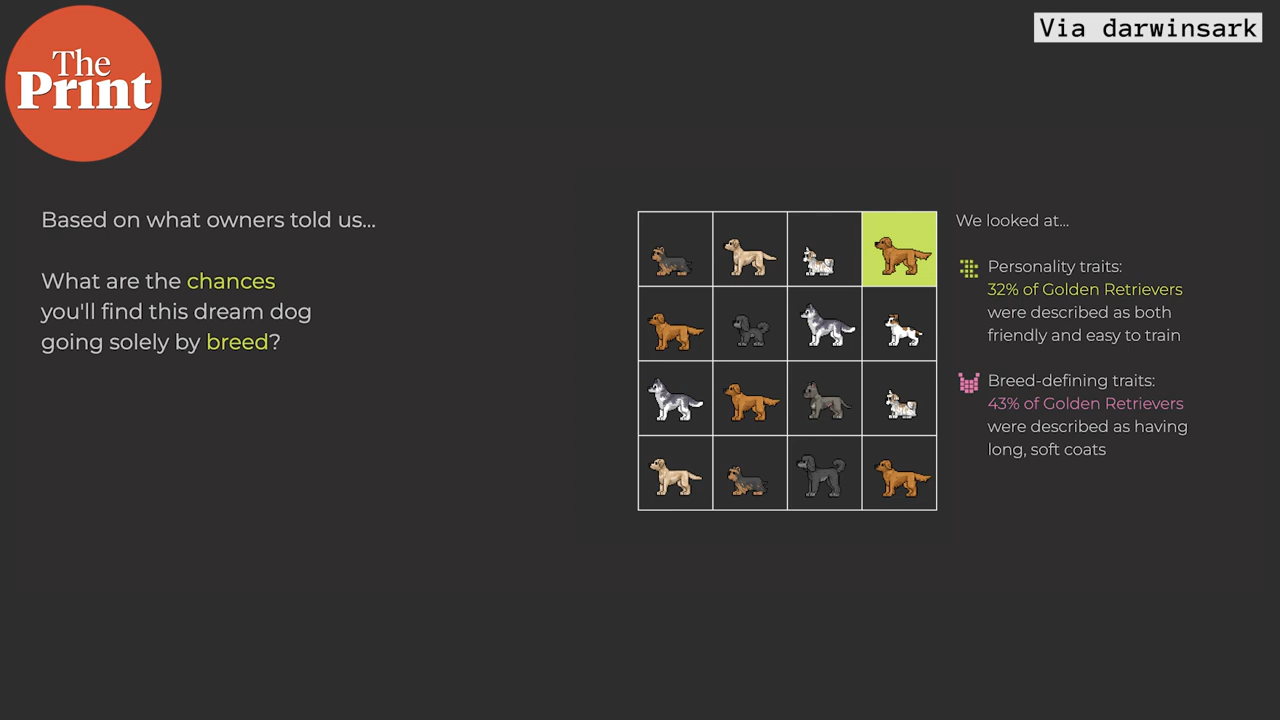 The
Print
Via darwinsark
Based on what owners told us...
What are the chances
you'll find this dream dog
going solely by breed?
We looked at...
Personality traits:
32% of Golden Retrievers
were described as both
friendly and easy to train
Breed-defining traits:
43% of Golden Retrievers
were described as having
long, soft coats